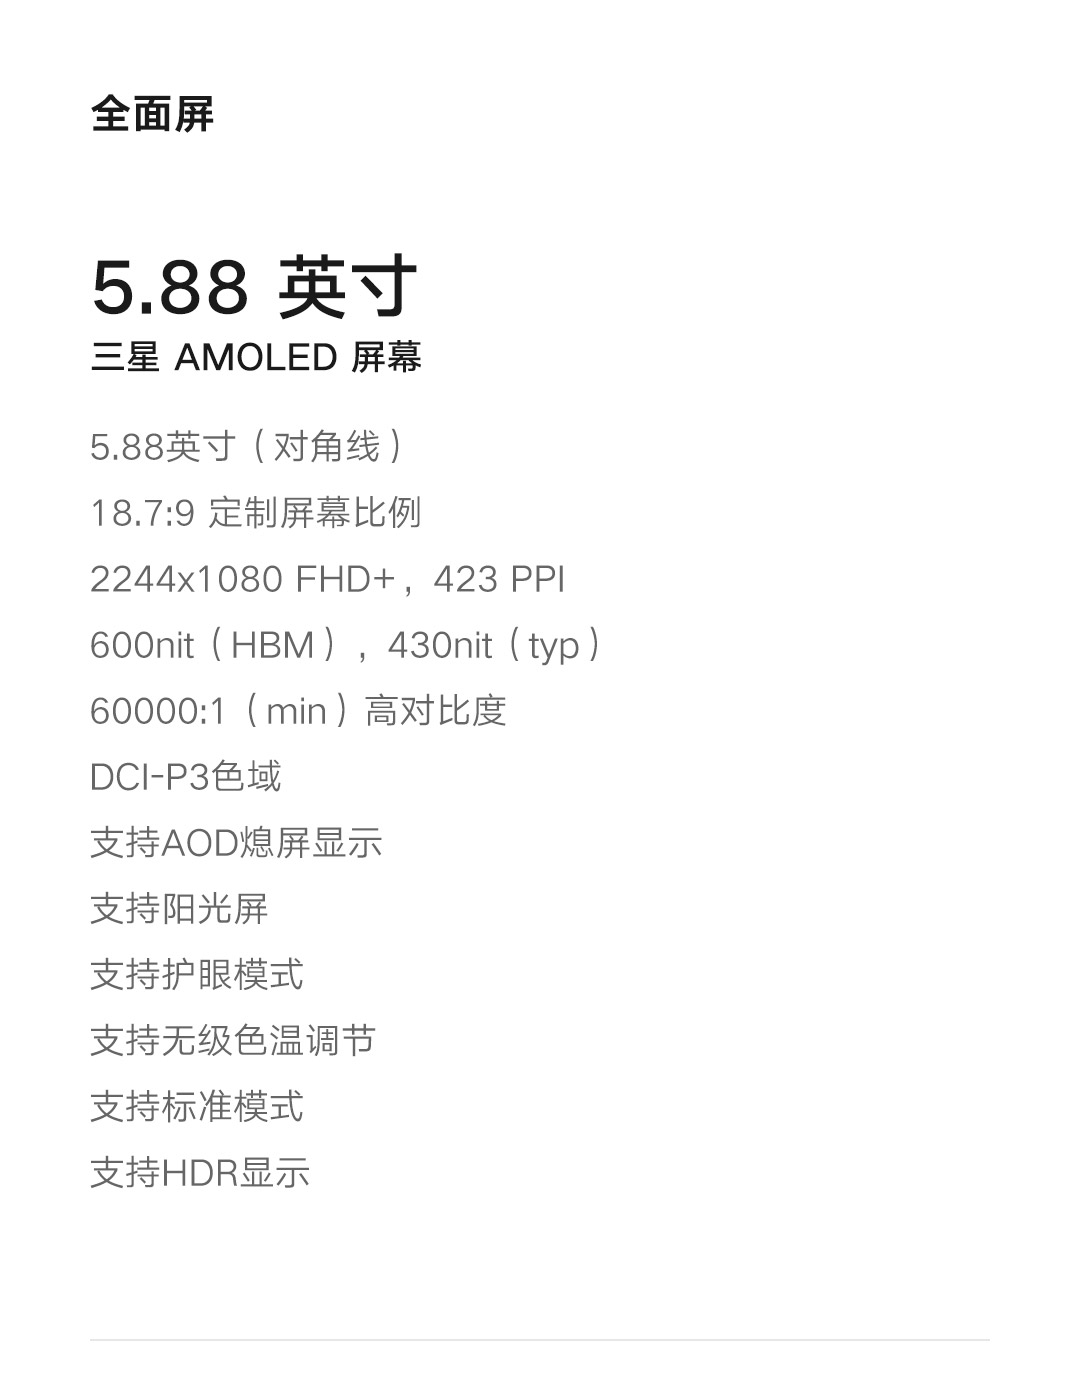 全面屏
5.88 英寸
三星 AMOLED 屏幕
5.88英寸（对角线）
18.7:9 定制屏幕比例
2244x1080 FHD+，423 PPI
600nit（HBM），430nit（typ）
60000:1（min）高对比度
DCI-P3色域
支持AOD熄屏显示
支持阳光屏
支持护眼模式
支持无级色温调节
支持标准模式
支持HDR显示